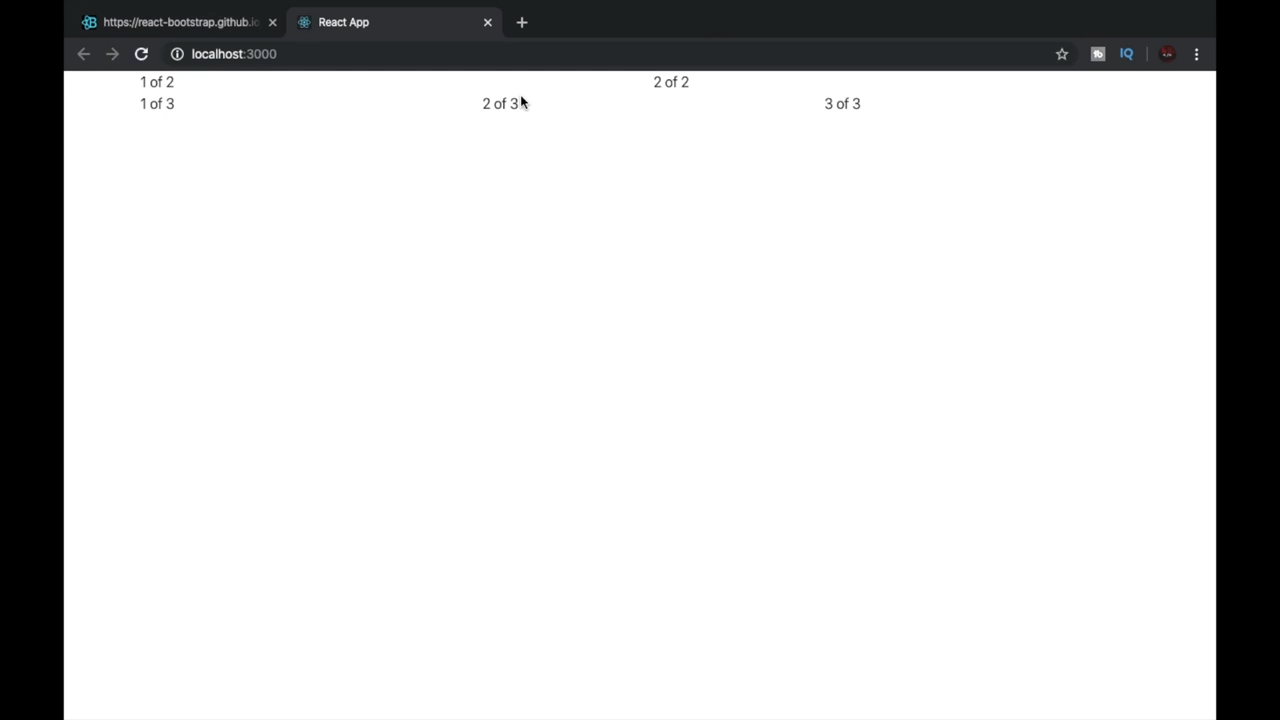 https://react-bootstrap.github.io
React App
localhost:3000
IQ
1 of 2 2 of 2
1 of 3 2 of 3 3 of 3